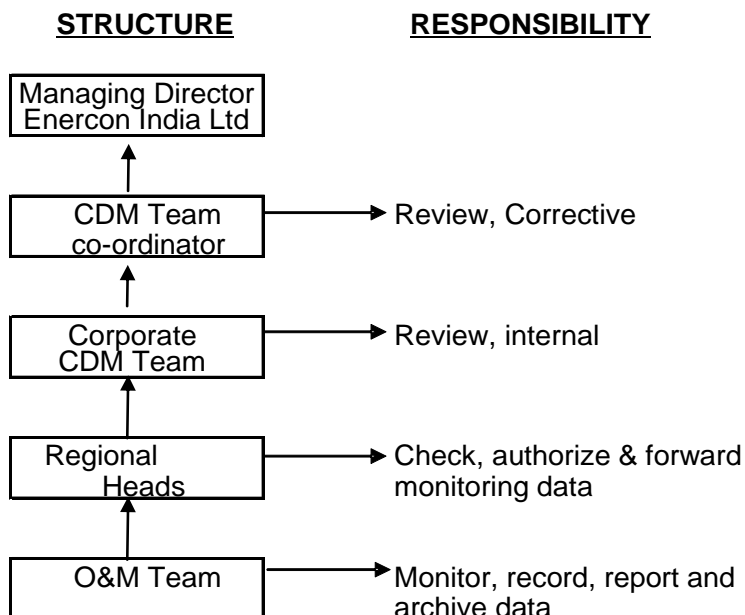 STRUCTURE RESPONSIBILITY
Managing Director
Enercon India Ltd
CDM Team
co-ordinator
Review, Corrective
Corporate
CDM Team
Review, internal
Regional
Heads
Check, authorize & forward
monitoring data
O&M Team
Monitor, record, report and
archive data